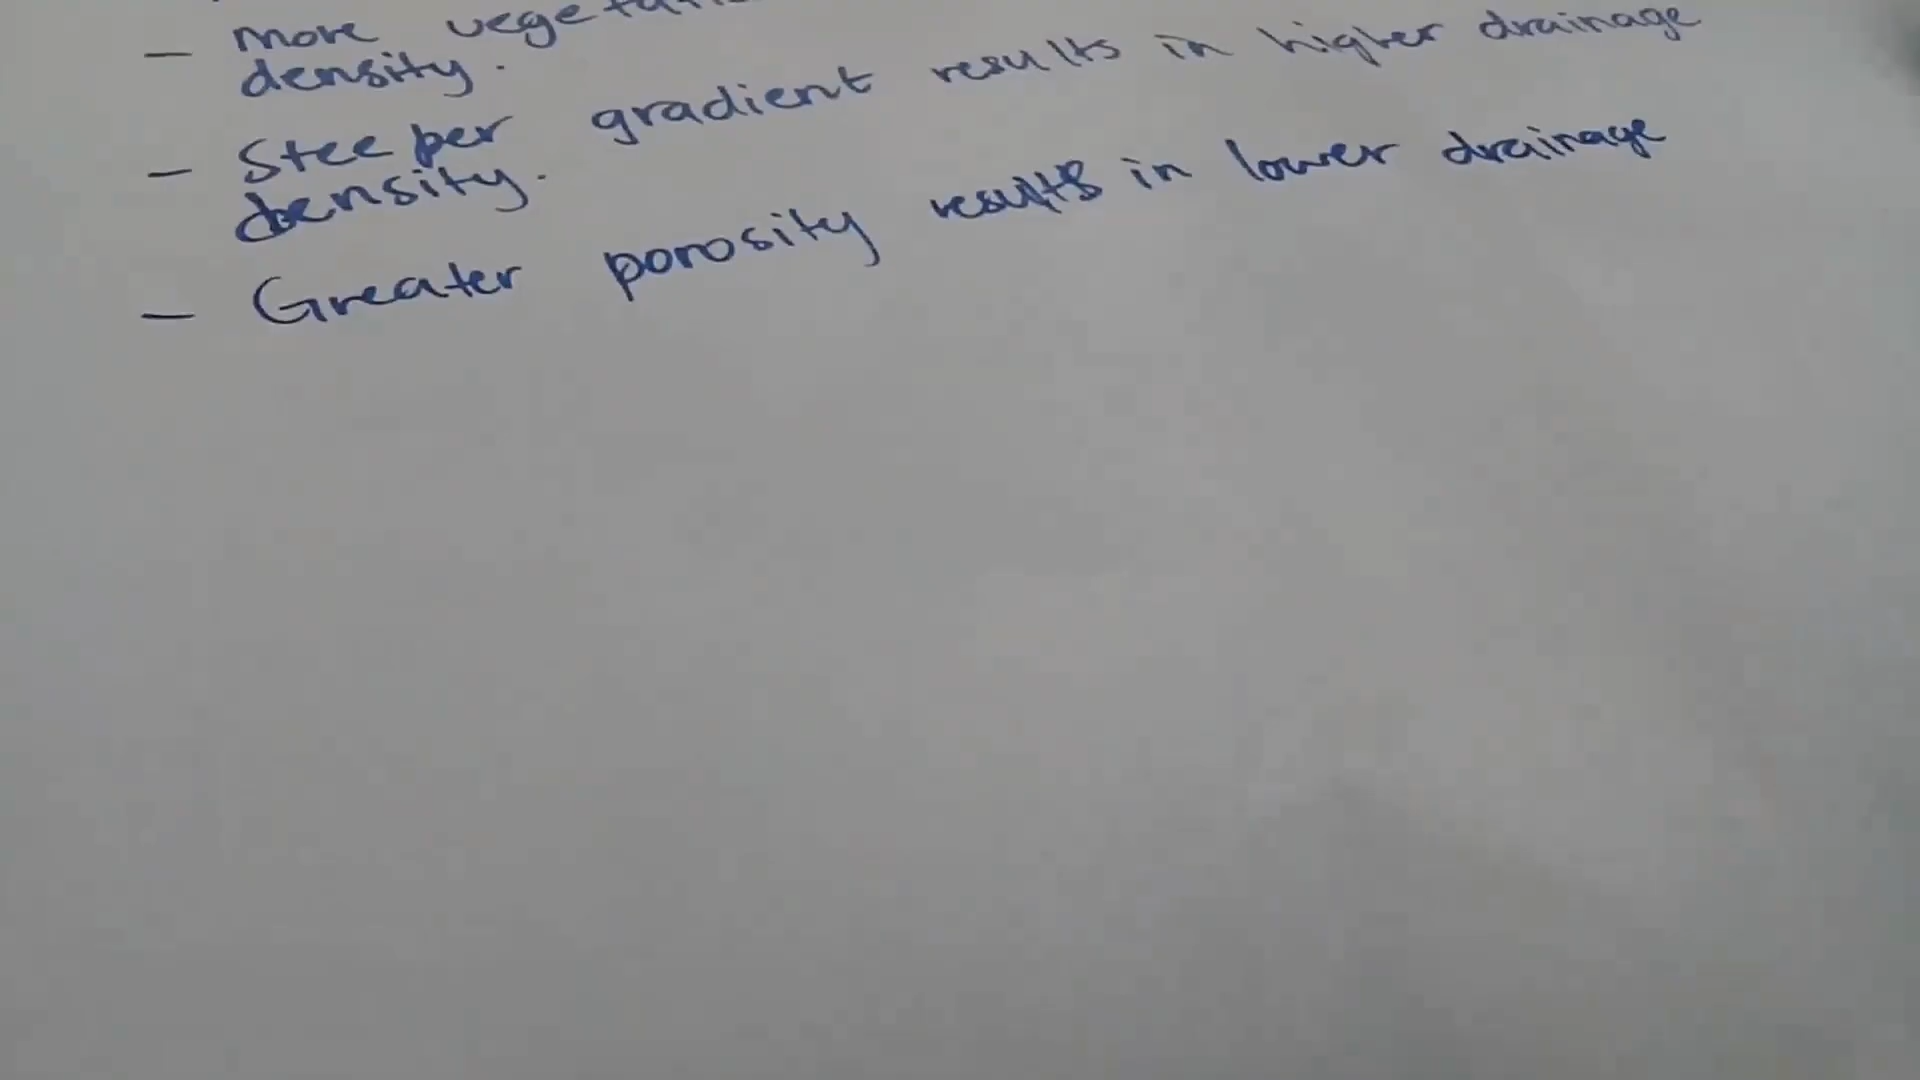 - More
density.
- Steeper gradient results in higher drainage
density.
- Greater porosity results in lower drainage